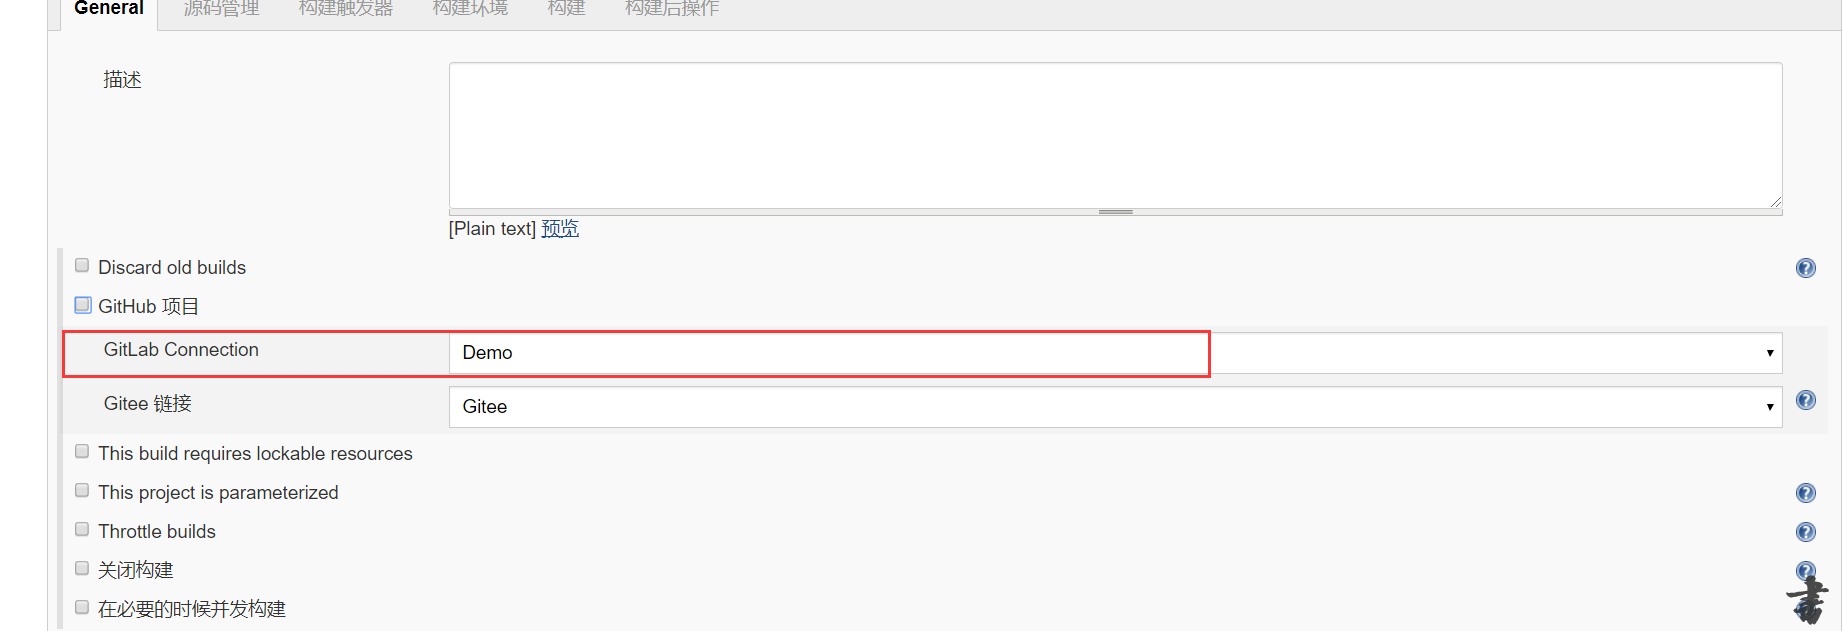 General 源码管理 构建触发器 构建环境 构建 构建后操作
描述
[Plain text] 预览
Discard old builds
GitHub 项目
GitLab Connection Demo
Gitee 链接 Gitee
This build requires lockable resources
This project is parameterized
Throttle builds
关闭构建
在必要的时候并发构建
書